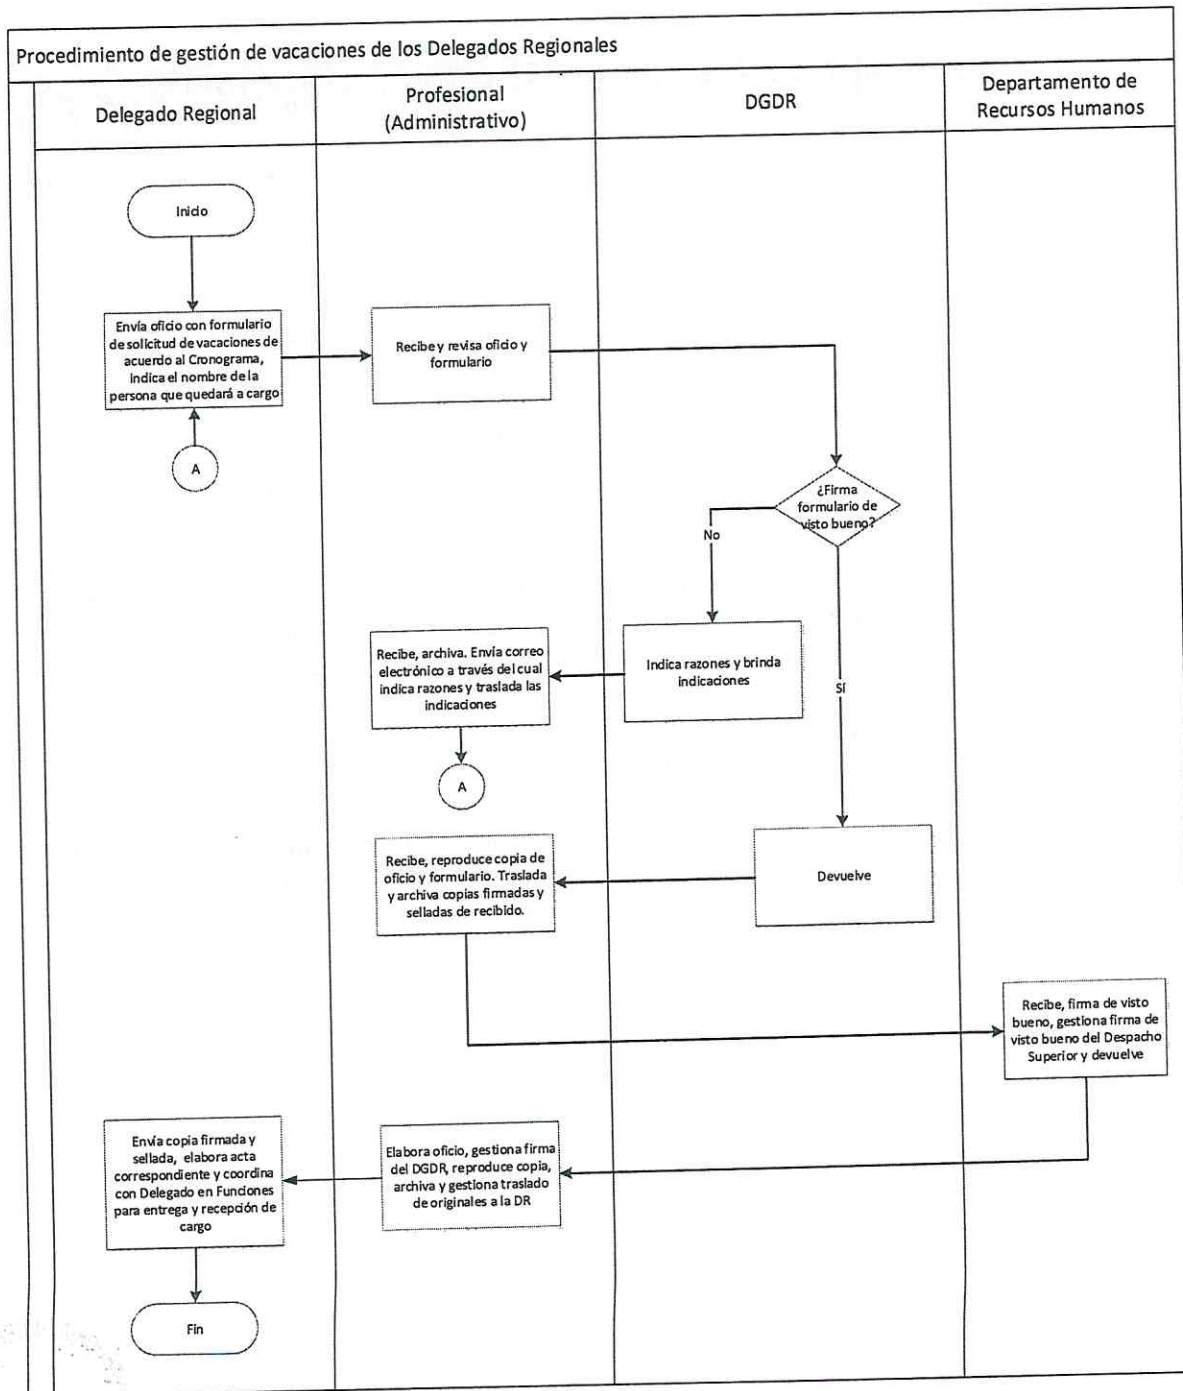 Procedimiento de gestión de vacaciones de los Delegados Regionales
Delegado Regional
Profesional
(Administrativo)
DGDR
Departamento de
Recursos Humanos
Inicio
Envía oficio con formulario
de solicitud de vacaciones de
acuerdo al Cronograma,
indica el nombre de la
persona que quedará a cargo
Recibe y revisa oficio y
formulario
A
¿Firma
formulario de
visto bueno?
No
Sí
Indica razones y brinda
indicaciones
Recibe, archiva. Envía correo
electrónico a través del cual
indica razones y traslada las
indicaciones
A
Devuelve
Recibe, reproduce copia de
oficio y formulario. Traslada
y archiva copias firmadas y
selladas de recibido.
Recibe, firma de visto
bueno, gestiona firma de
visto bueno del Despacho
Superior y devuelve
Elabora oficio, gestiona firma
del DGDR, reproduce copia,
archiva y gestiona traslado
de originales a la DR
Envía copia firmada y
sellada, elabora acta
correspondiente y coordina
con Delegado en Funciones
para entrega y recepción de
cargo
Fin